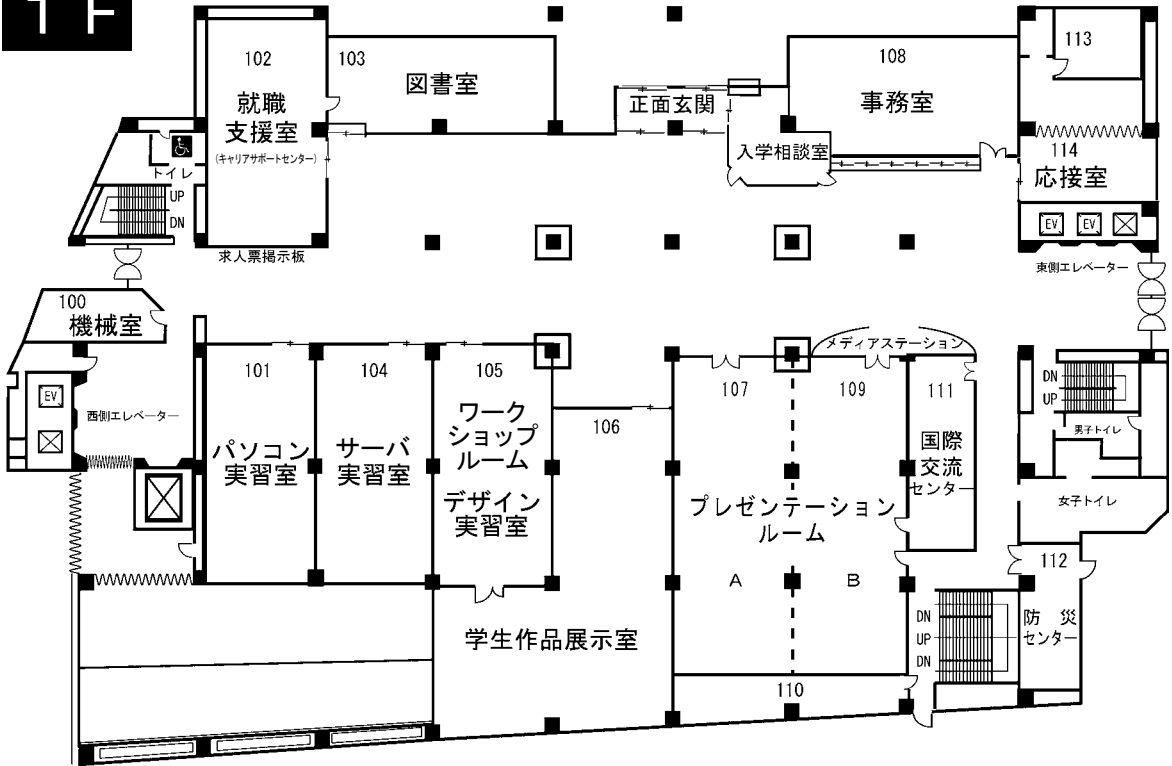 1F
102
就職
支援室
(キャリアサポートセンター)
103
図書室
正面玄関
入学相談室
108
事務室
113
114
応接室
EV
EV
東側エレベーター
トイレ
UP
DN
求人票掲示板
100
機械室
EV
西側エレベーター
101
パソコン
実習室
104
サーバ
実習室
105
ワーク
ショップ
ルーム
デザイン
実習室
106
学生作品展示室
メディアステーション
107
109
プレゼンテーション
ルーム
A
B
110
111
国際
交流
センター
DN
UP
男子トイレ
女子トイレ
112
防災
センター
DN
UP
DN